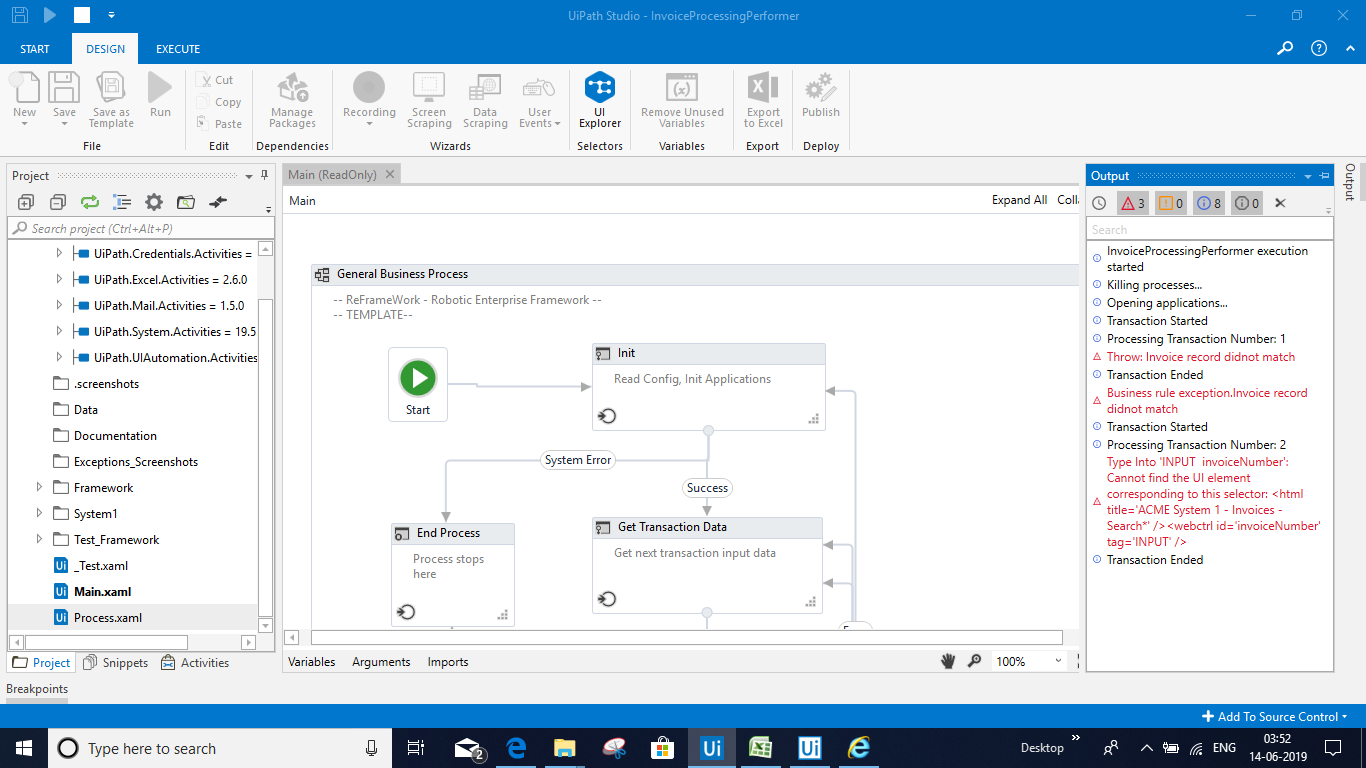 UiPath Studio - InvoiceProcessingPerformer
START DESIGN EXECUTE
New Save Save as Template Run
Cut
Copy
Paste
Manage Packages
Recording Screen Scraping Data Scraping User Events
UI Explorer
Remove Unused Variables
Export to Excel
Publish
File Edit Dependencies Wizards Selectors Variables Export Deploy
Project
Search project (Ctrl+Alt+P)
UiPath.Credentials.Activities =
UiPath.Excel.Activities = 2.6.0
UiPath.Mail.Activities = 1.5.0
UiPath.System.Activities = 19.5
UiPath.UIAutomation.Activities
.screenshots
Data
Documentation
Exceptions_Screenshots
Framework
System1
Test_Framework
Ui _Test.xaml
Ui Main.xaml
Ui Process.xaml
Project Snippets Activities
Breakpoints
Main (ReadOnly)
Main
Expand All Coll
General Business Process
-- ReFrameWork - Robotic Enterprise Framework --
-- TEMPLATE--
Start
Init
Read Config, Init Applications
System Error
Success
End Process
Process stops
here
Get Transaction Data
Get next transaction input data
Variables Arguments Imports
100%
Output
Output
3 0 8 0
Search
InvoiceProcessingPerformer execution
started
Killing processes...
Opening applications...
Transaction Started
Processing Transaction Number: 1
Throw: Invoice record didnot match
Transaction Ended
Business rule exception.Invoice record
didnot match
Transaction Started
Processing Transaction Number: 2
Type Into 'INPUT  invoiceNumber':
Cannot find the UI element
corresponding to this selector: <html
title='ACME System 1 - Invoices -
Search*' /><webctrl id='invoiceNumber'
tag='INPUT' />
Transaction Ended
Add To Source Control
Type here to search
2
Ui
Ui
Desktop
ENG
03:52
14-06-2019